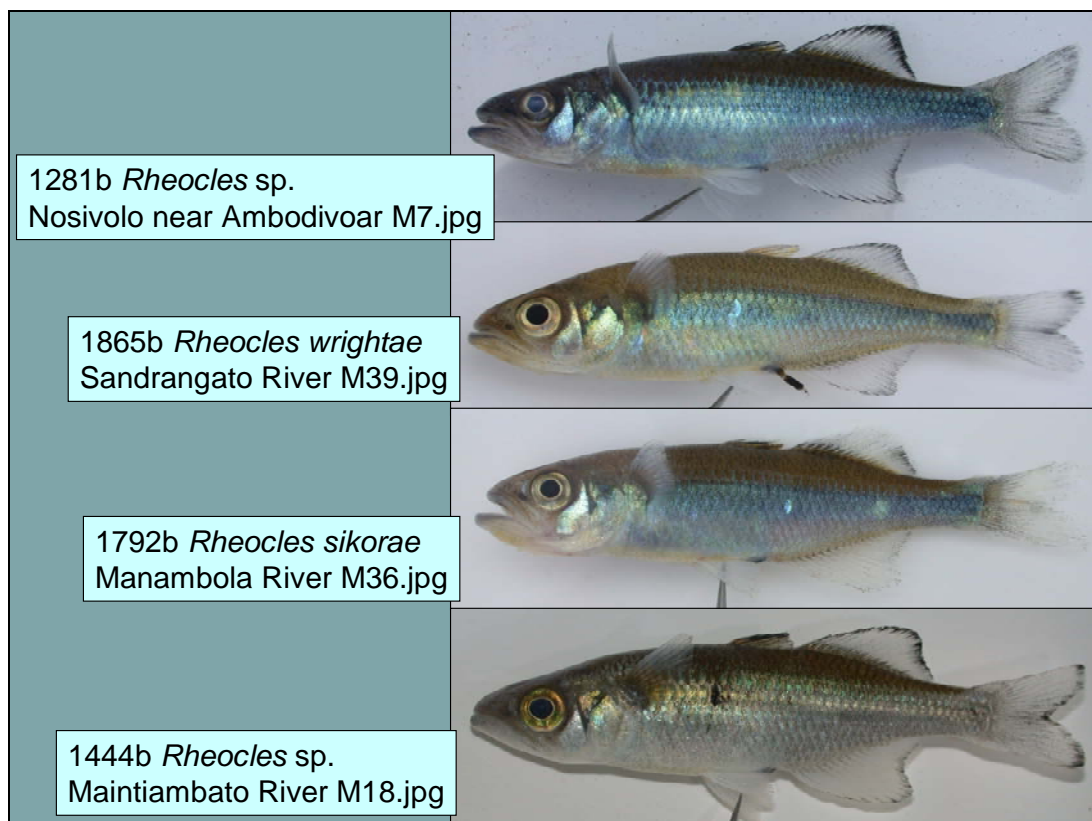 1281b Rheocles sp.
Nosivolo near Ambodivoar M7.jpg
1865b Rheocles wrightae
Sandrangato River M39.jpg
1792b Rheocles sikorae
Manambola River M36.jpg
1444b Rheocles sp.
Maintiambato River M18.jpg